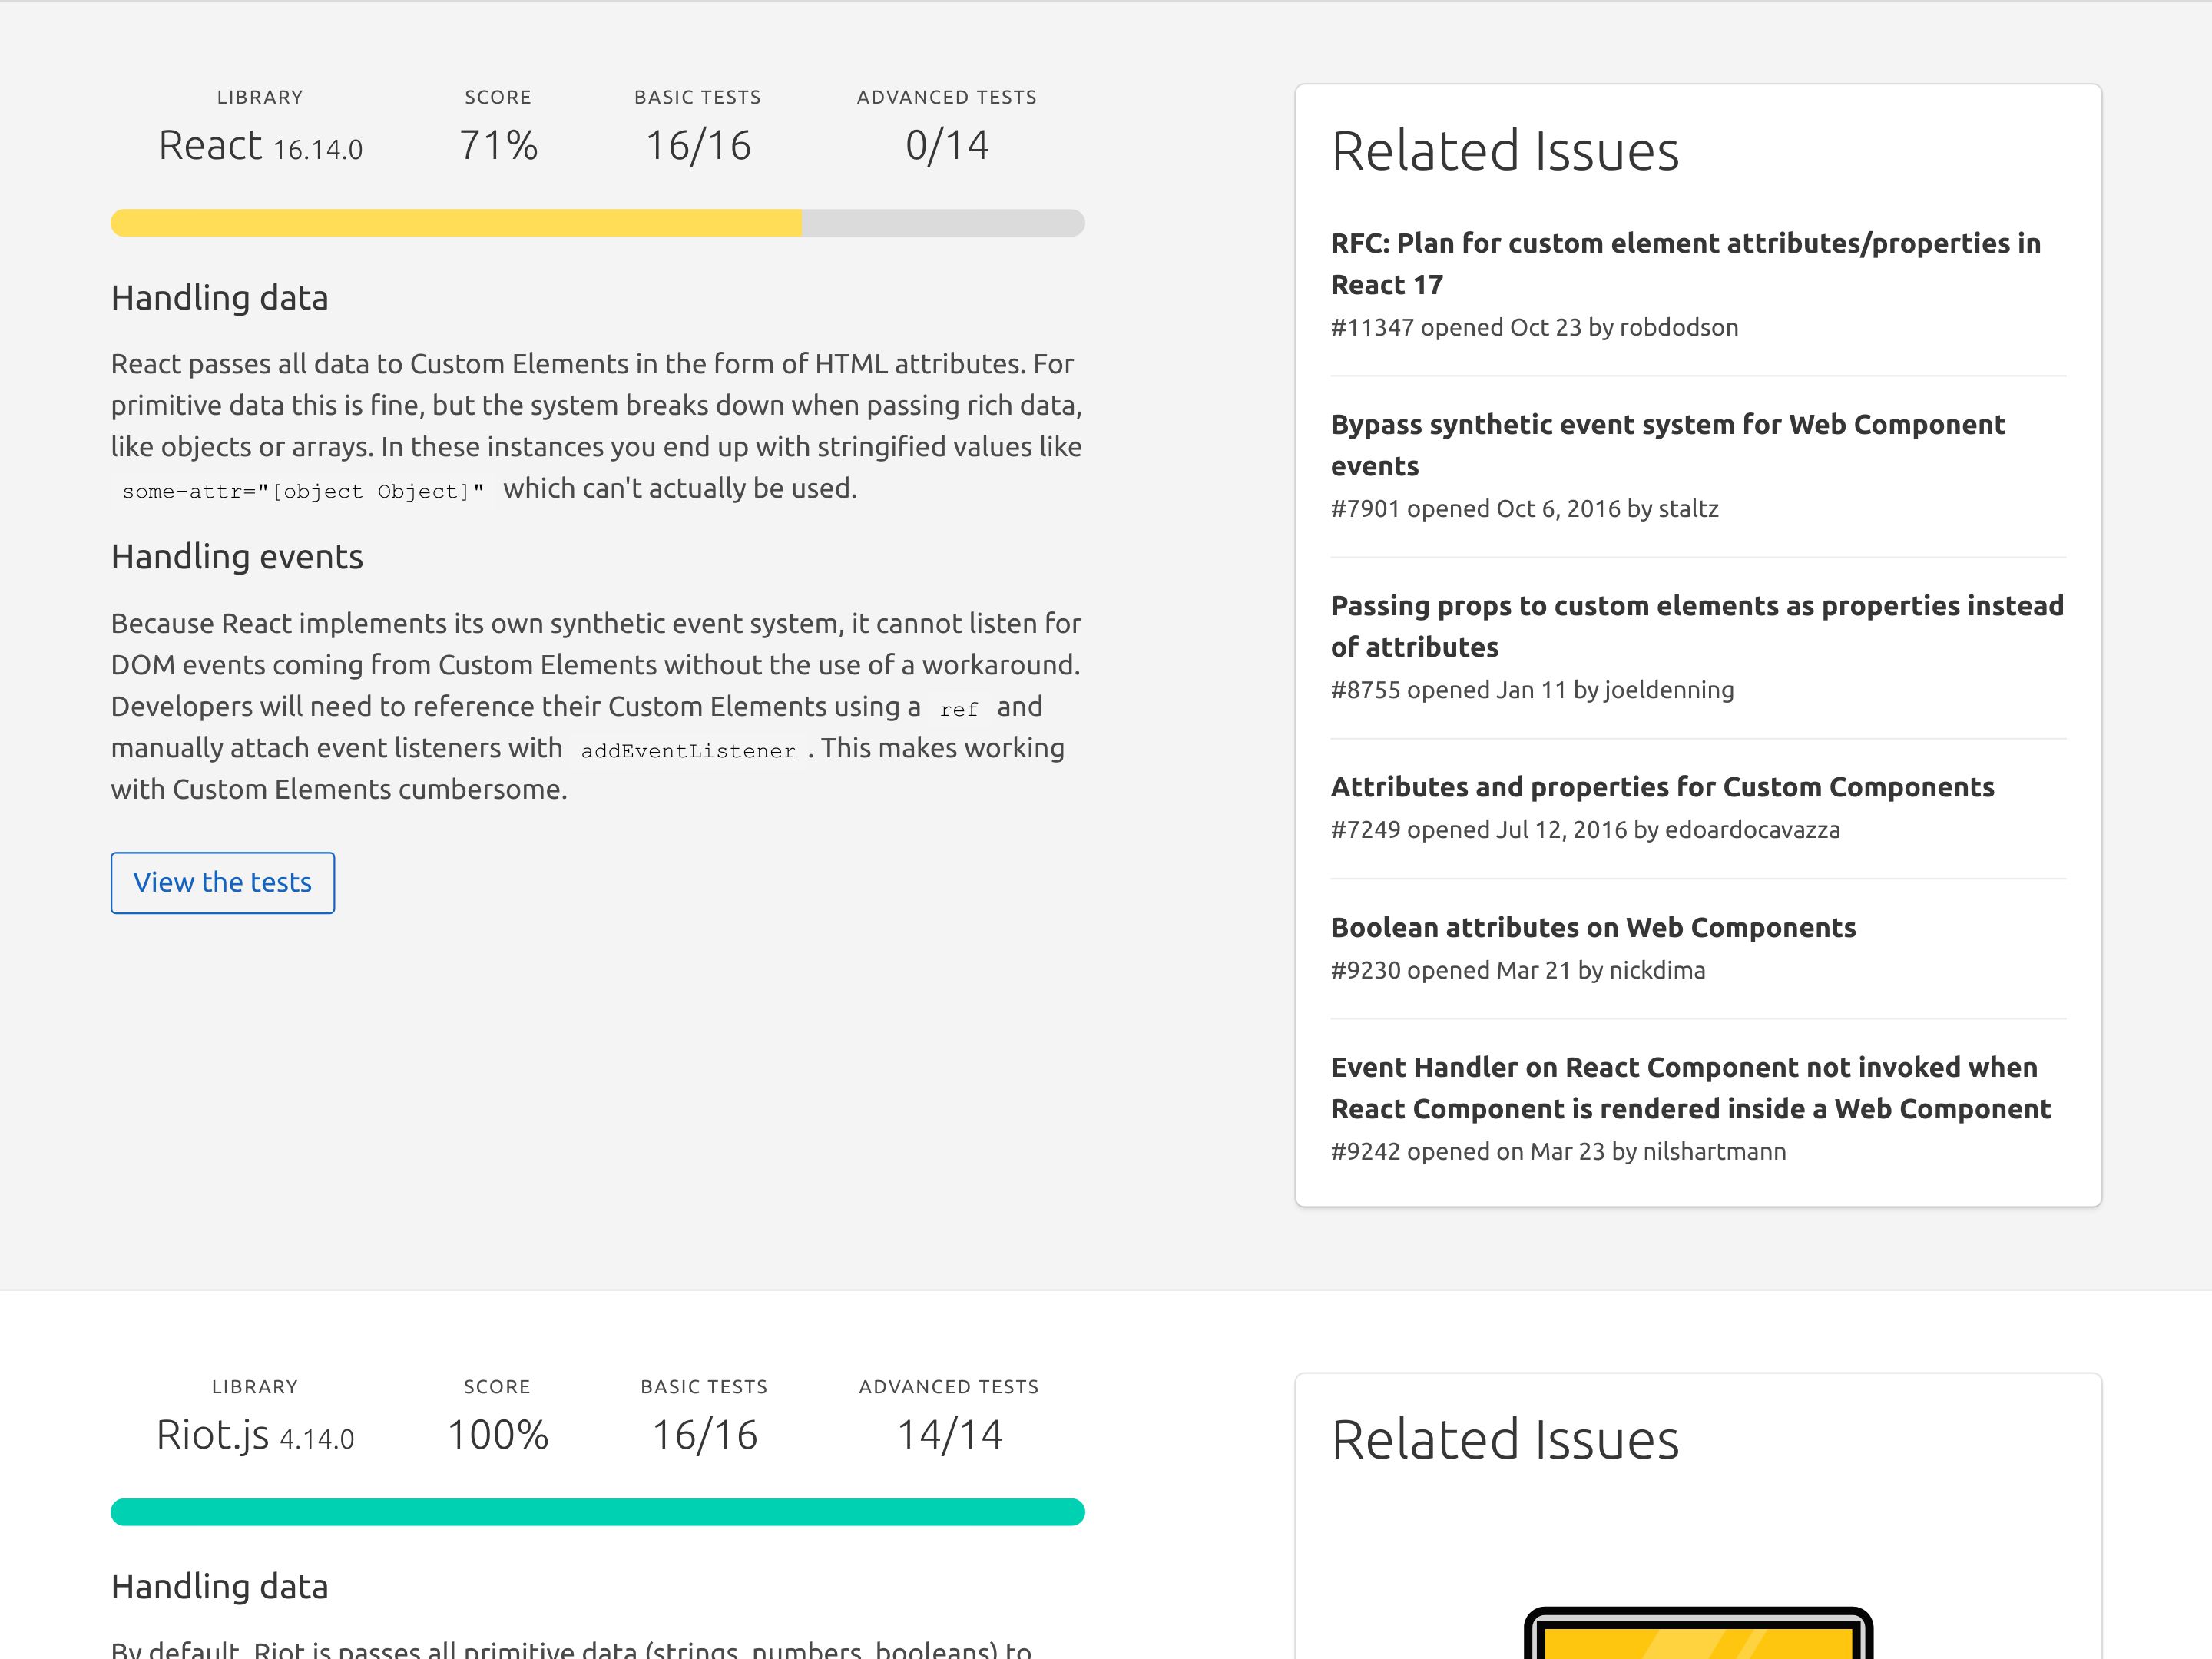 LIBRARY SCORE BASIC TESTS ADVANCED TESTS
React 16.14.0 71% 16/16 0/14
Handling data
React passes all data to Custom Elements in the form of HTML attributes. For
primitive data this is fine, but the system breaks down when passing rich data,
like objects or arrays. In these instances you end up with stringified values like
some-attr="[object Object]" which can't actually be used.
Handling events
Because React implements its own synthetic event system, it cannot listen for
DOM events coming from Custom Elements without the use of a workaround.
Developers will need to reference their Custom Elements using a ref and
manually attach event listeners with addEventListener . This makes working
with Custom Elements cumbersome.
View the tests
Related Issues
RFC: Plan for custom element attributes/properties in
React 17
#11347 opened Oct 23 by robdodson
Bypass synthetic event system for Web Component
events
#7901 opened Oct 6, 2016 by staltz
Passing props to custom elements as properties instead
of attributes
#8755 opened Jan 11 by joeldenning
Attributes and properties for Custom Components
#7249 opened Jul 12, 2016 by edoardocavazza
Boolean attributes on Web Components
#9230 opened Mar 21 by nickdima
Event Handler on React Component not invoked when
React Component is rendered inside a Web Component
#9242 opened on Mar 23 by nilshartmann
LIBRARY SCORE BASIC TESTS ADVANCED TESTS
Riot.js 4.14.0 100% 16/16 14/14
Handling data
By default, Riot is passes all primitive data (strings, numbers, booleans) to
Related Issues